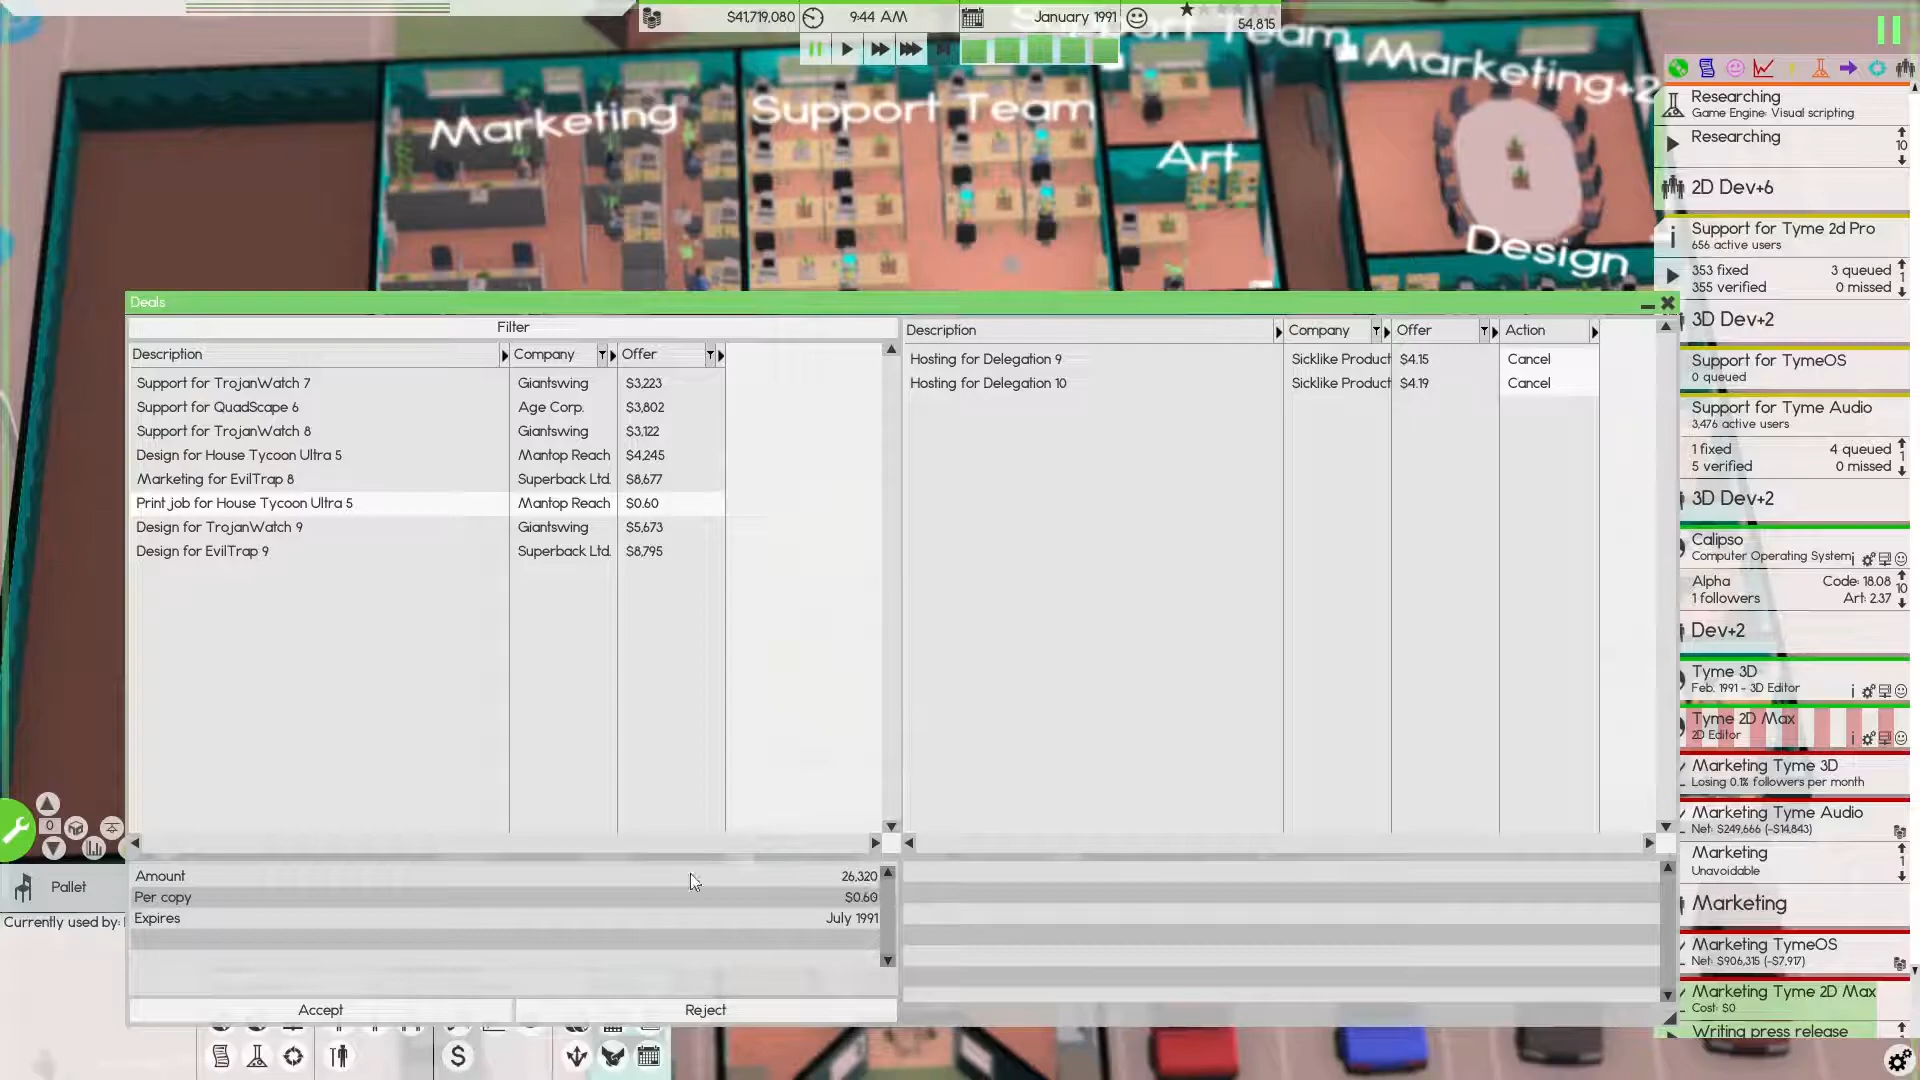 $41,719,080
9:44 AM
January 1991
54,815
Support Team
Marketing
Support Team
Art
Marketing+2
Design
Researching
Game Engine: Visual scripting
Researching
10
2D Dev+6
Support for Tyme 2d Pro
656 active users
353 fixed
3 queued
1
355 verified
0 missed
3D Dev+2
Support for TymeOS
0 queued
Support for Tyme Audio
3,476 active users
1 fixed
4 queued
1
5 verified
0 missed
3D Dev+2
Calipso
Computer Operating System
Alpha
Code: 18.08
10
1 followers
Art: 2.37
Dev+2
Tyme 3D
Feb. 1991 - 3D Editor
Tyme 2D Max
2D Editor
Marketing Tyme 3D
Losing 0.1% followers per month
Marketing Tyme Audio
Net: $249,666 (-$14,843)
Marketing
1
Unavoidable
Marketing
Marketing TymeOS
Net: $906,315 (-$7,917)
Marketing Tyme 2D Max
Cost: $0
Writing press release
Deals
Filter
Description Company Offer
Support for TrojanWatch 7 Giantswing $3,223
Support for QuadScape 6 Age Corp. $3,802
Support for TrojanWatch 8 Giantswing $3,122
Design for House Tycoon Ultra 5 Mantop Reach $4,245
Marketing for EvilTrap 8 Superback Ltd. $8,677
Print job for House Tycoon Ultra 5 Mantop Reach $0.60
Design for TrojanWatch 9 Giantswing $5,673
Design for EvilTrap 9 Superback Ltd. $8,795
Description Company Offer Action
Hosting for Delegation 9 Sicklike Product $4.15 Cancel
Hosting for Delegation 10 Sicklike Product $4.19 Cancel
Amount 26,320
Per copy $0.60
Expires July 1991
Accept
Reject
0
Pallet
Currently used by: